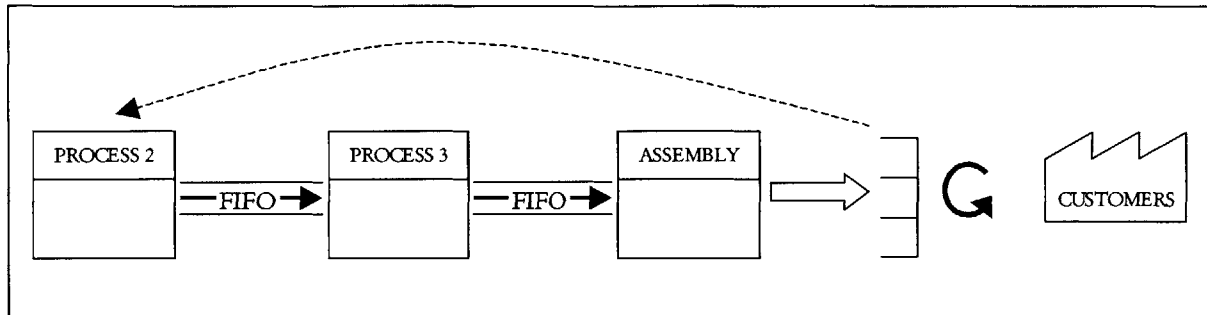 PROCESS 2
PROCESS 3
ASSEMBLY
FIFO
FIFO
CUSTOMERS